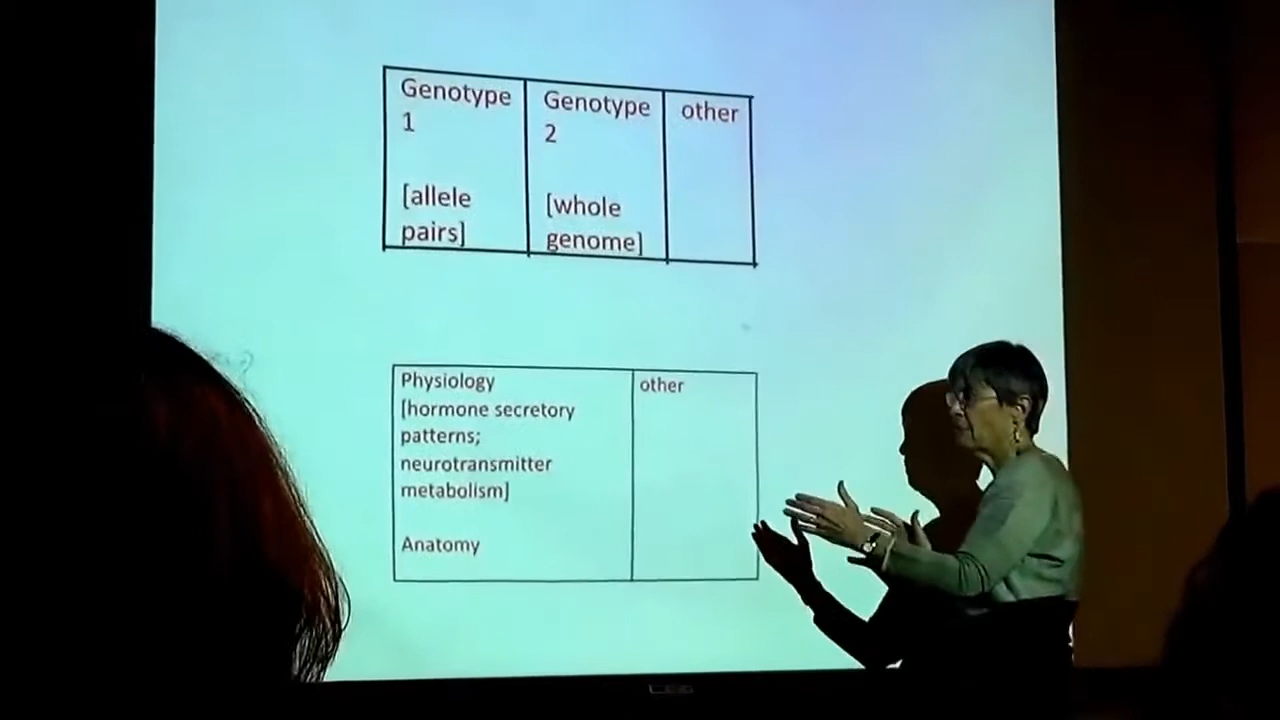 Genotype
1
[allele
pairs]
Genotype
2
[whole
genome]
other
Physiology
[hormone secretory
patterns;
neurotransmitter
metabolism]
Anatomy
other